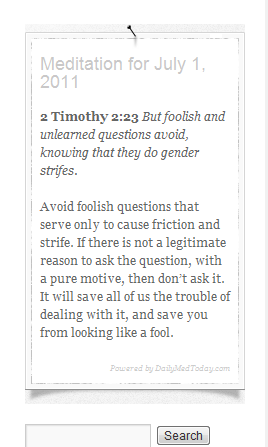 Meditation for July 1,
2011
2 Timothy 2:23 But foolish and
unlearned questions avoid,
knowing that they do gender
strifes.
Avoid foolish questions that
serve only to cause friction and
strife. If there is not a legitimate
reason to ask the question, with
a pure motive, then don't ask it.
It will save all of us the trouble of
dealing with it, and save you
from looking like a fool.
Powered by DailyMedToday.com
Search